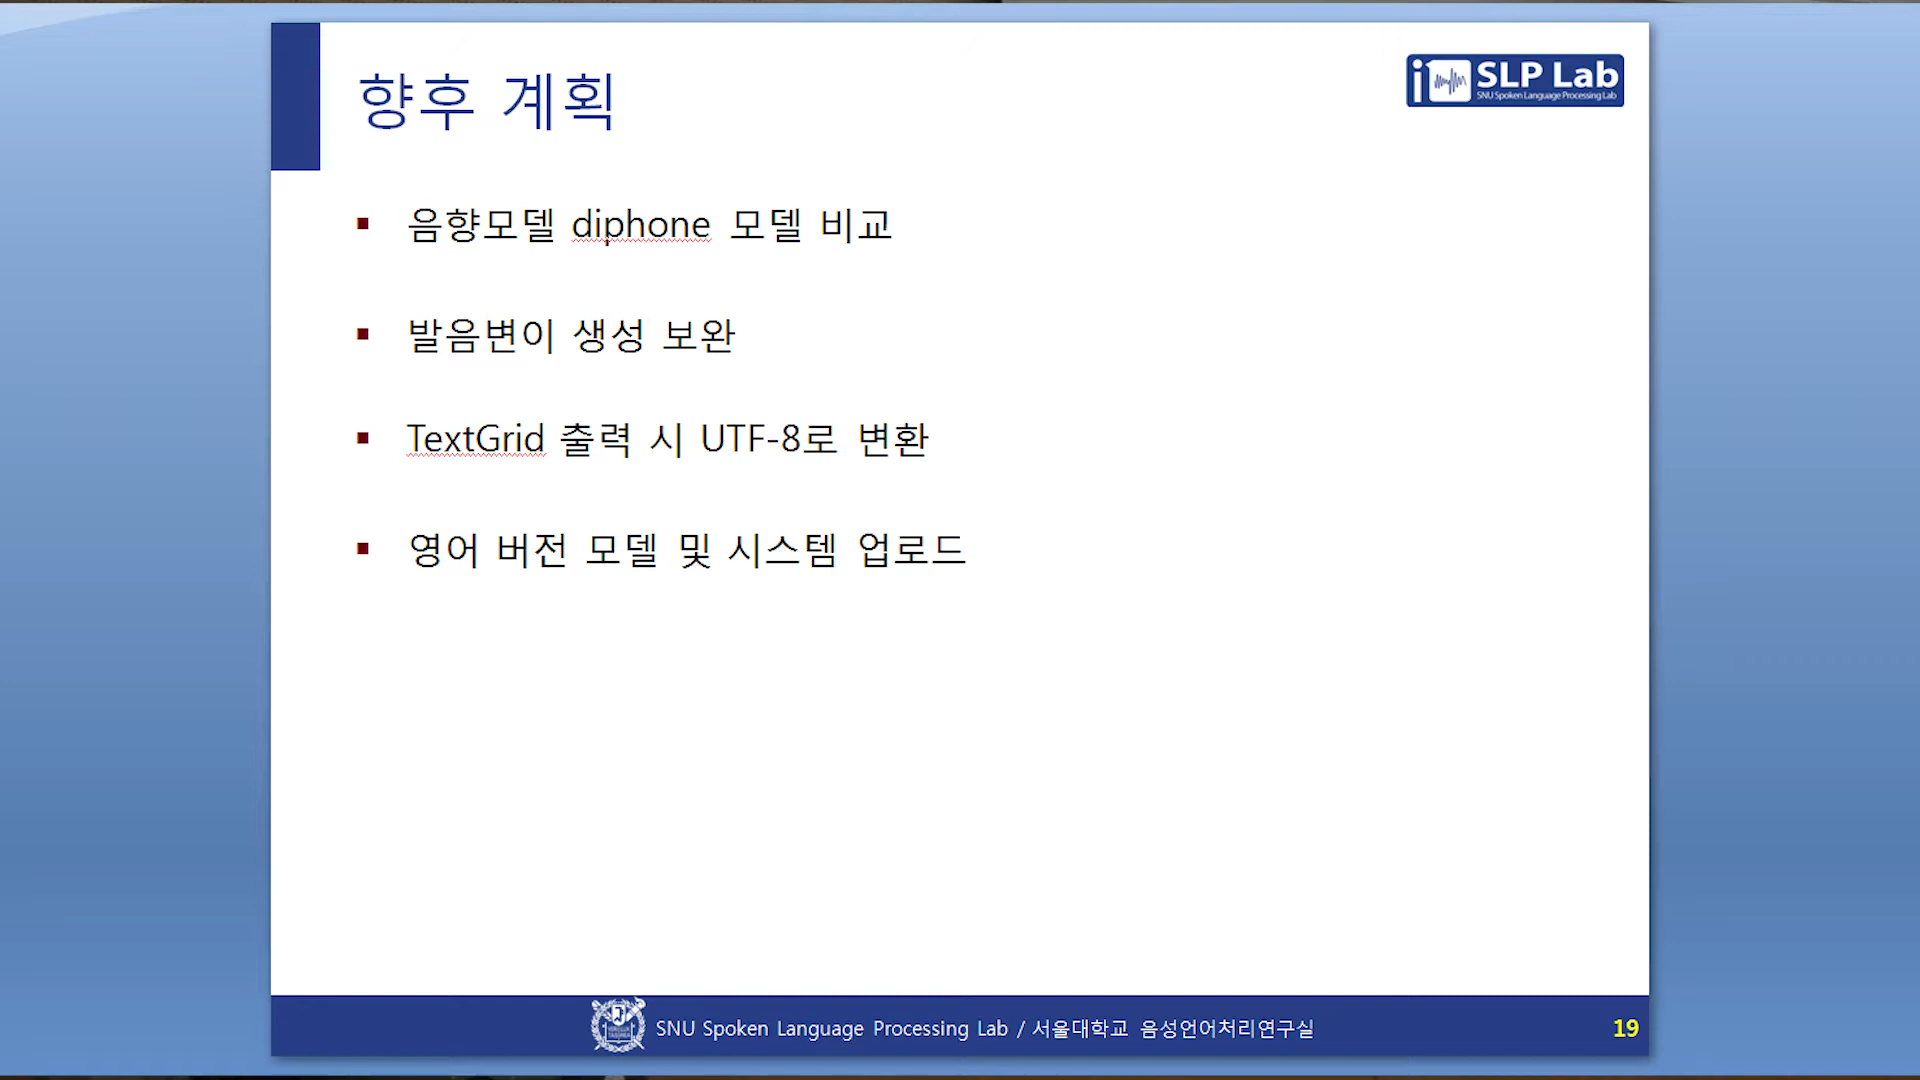 향후 계획
i SLP Lab
SNU Spoken Language Processing Lab
▪ 음향모델 diphone 모델 비교
▪ 발음변이 생성 보완
▪ TextGrid 출력 시 UTF-8로 변환
▪ 영어 버전 모델 및 시스템 업로드
SNU Spoken Language Processing Lab / 서울대학교 음성언어처리연구실
19